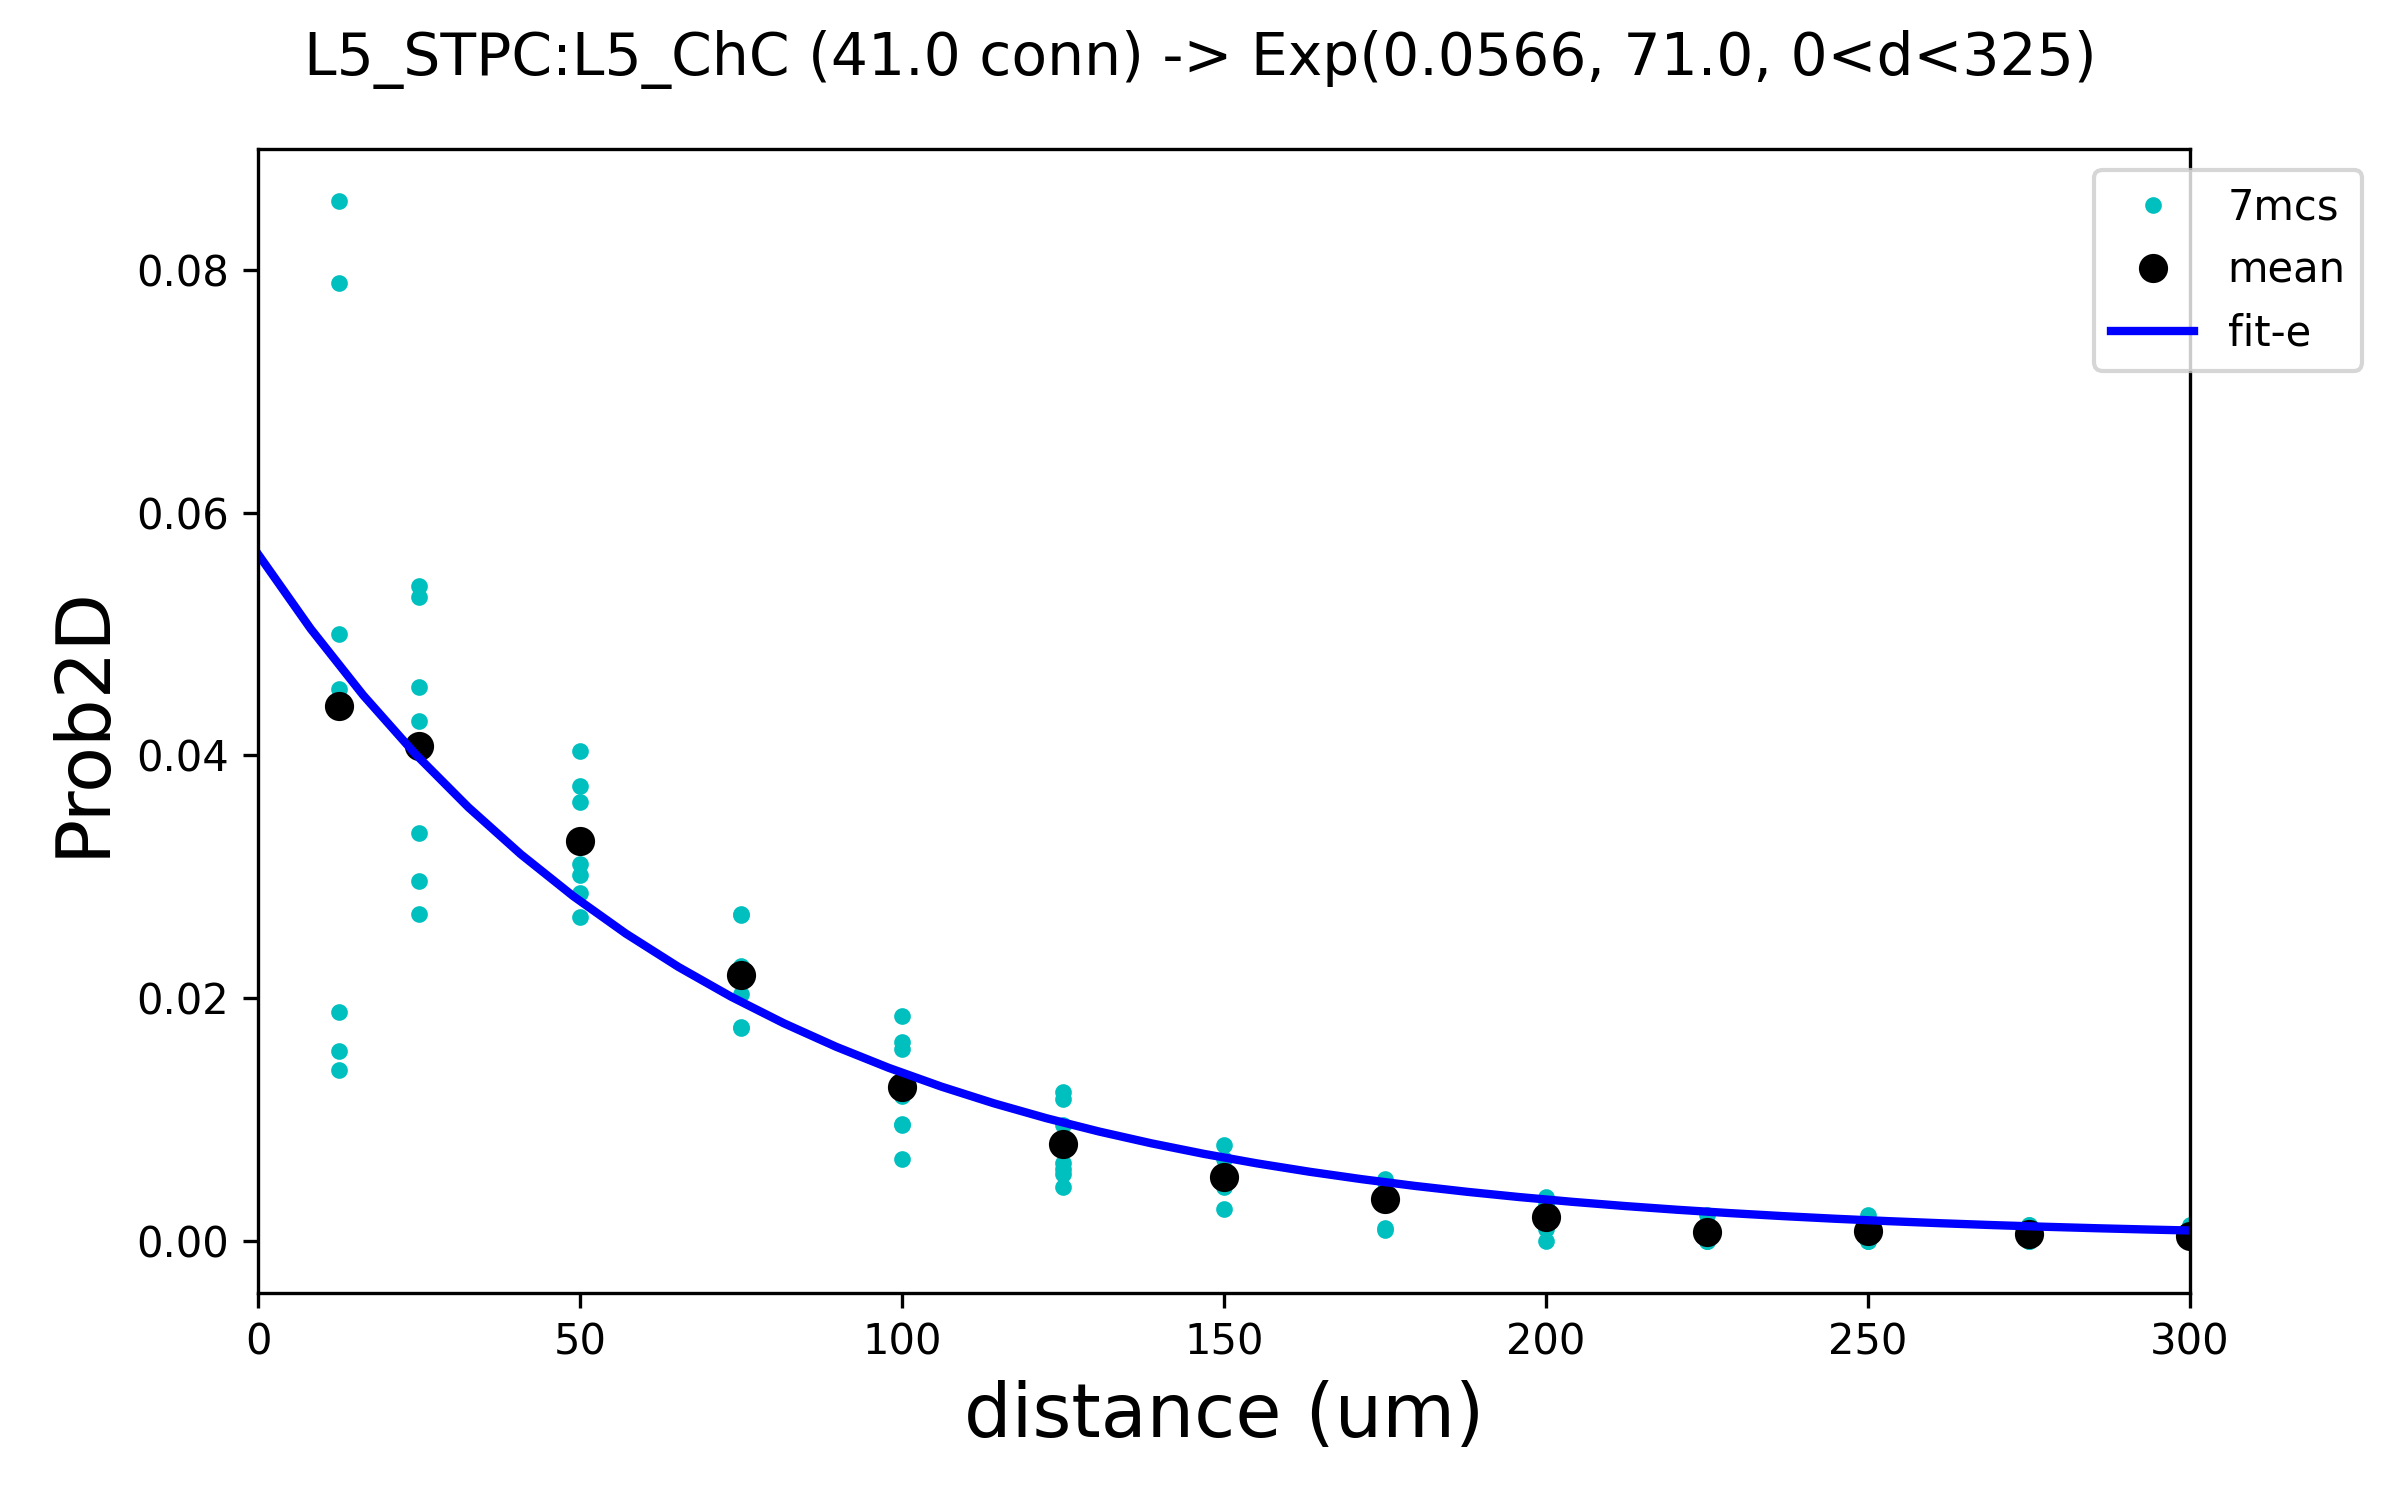 L5_STPC:L5_ChC (41.0 conn) -> Exp(0.0566, 71.0, 0<d<325)
7mcs
mean
fit-e
0.08
0.06
0.04
0.02
0.00
Prob2D
0 50 100 150 200 250 300
distance (um)